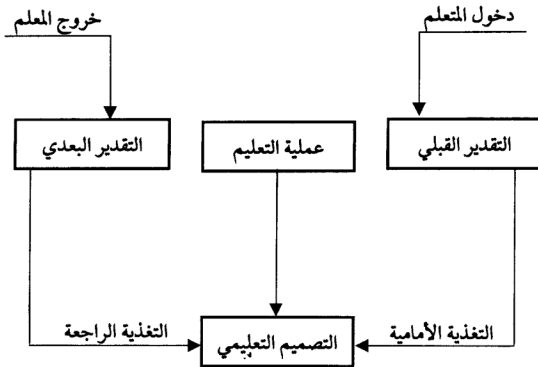 دخول المتعلم
خروج المعلم
التقدير القبلي
عملية التعليم
التقدير البعدي
التغذية الأمامية
التغذية الراجعة
التصميم التعليمي